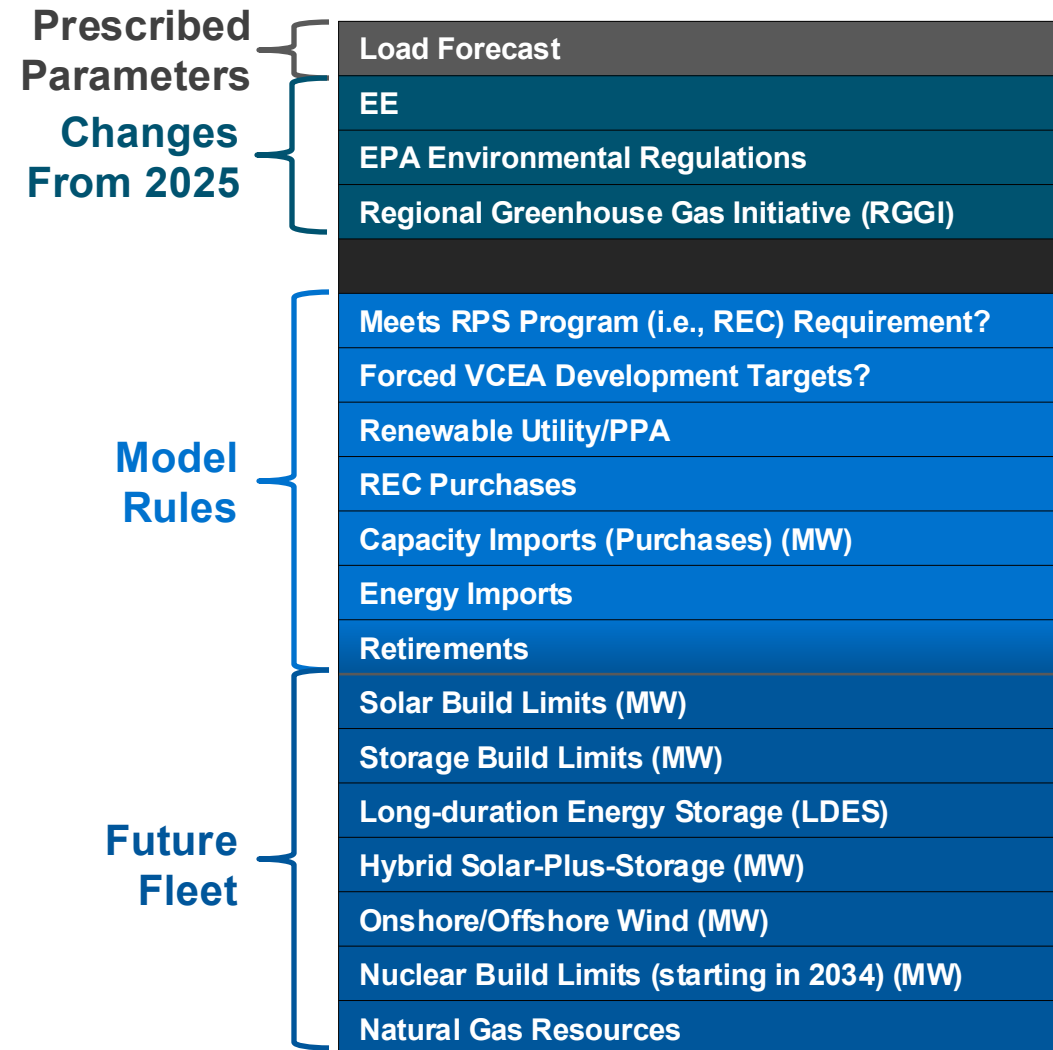 Prescribed
Parameters
Load Forecast
Changes
From 2025
EE
EPA Environmental Regulations
Regional Greenhouse Gas Initiative (RGGI)
Model
Rules
Meets RPS Program (i.e., REC) Requirement?
Forced VCEA Development Targets?
Renewable Utility/PPA
REC Purchases
Capacity Imports (Purchases) (MW)
Energy Imports
Retirements
Future
Fleet
Solar Build Limits (MW)
Storage Build Limits (MW)
Long-duration Energy Storage (LDES)
Hybrid Solar-Plus-Storage (MW)
Onshore/Offshore Wind (MW)
Nuclear Build Limits (starting in 2034) (MW)
Natural Gas Resources